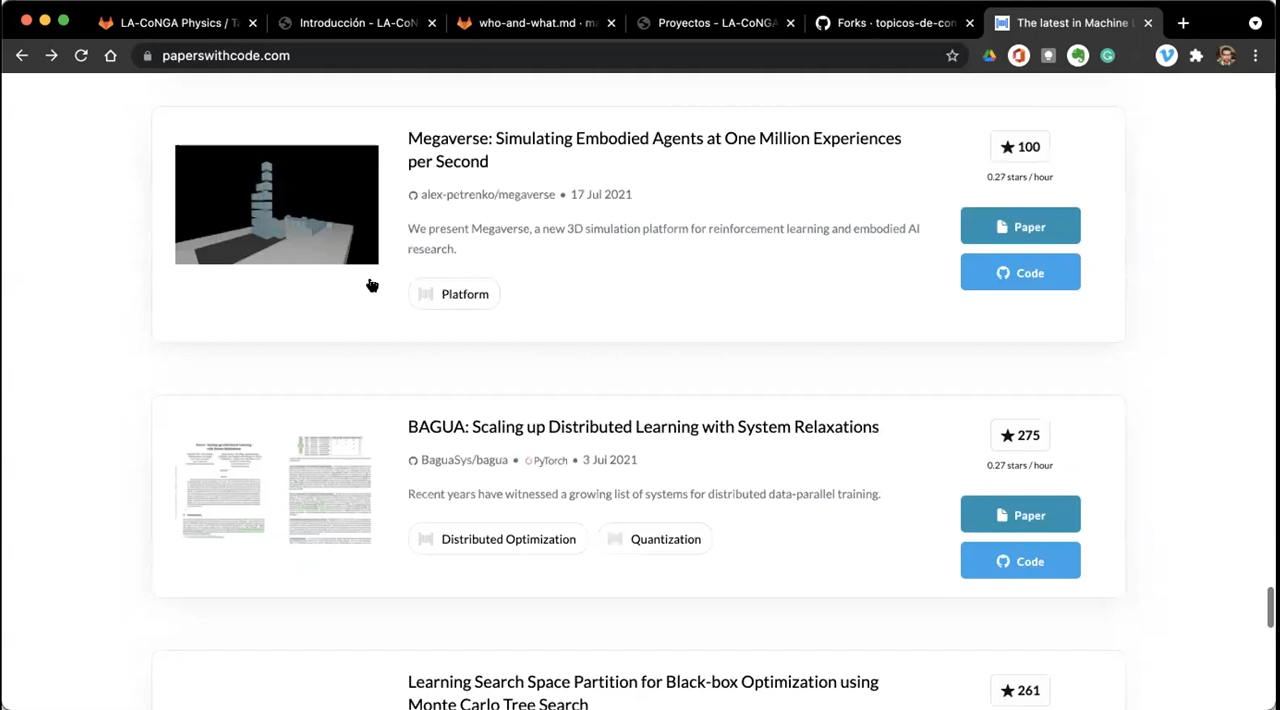 LA-CoNGA Physics / Ta
Introducción - LA-CoN
who-and-what.md · ma
Proyectos - LA-CoNGA
Forks · topicos-de-con
The latest in Machine L
paperswithcode.com
Megaverse: Simulating Embodied Agents at One Million Experiences
per Second
★ 100
0.27 stars / hour
alex-petrenko/megaverse • 17 Jul 2021
We present Megaverse, a new 3D simulation platform for reinforcement learning and embodied AI
research.
Paper
Code
Platform
BAGUA: Scaling up Distributed Learning with System Relaxations
★ 275
0.27 stars / hour
BaguaSys/bagua • PyTorch • 3 Jul 2021
Recent years have witnessed a growing list of systems for distributed data-parallel training.
Paper
Code
Distributed Optimization
Quantization
Learning Search Space Partition for Black-box Optimization using
Monte Carlo Tree Search
★ 261